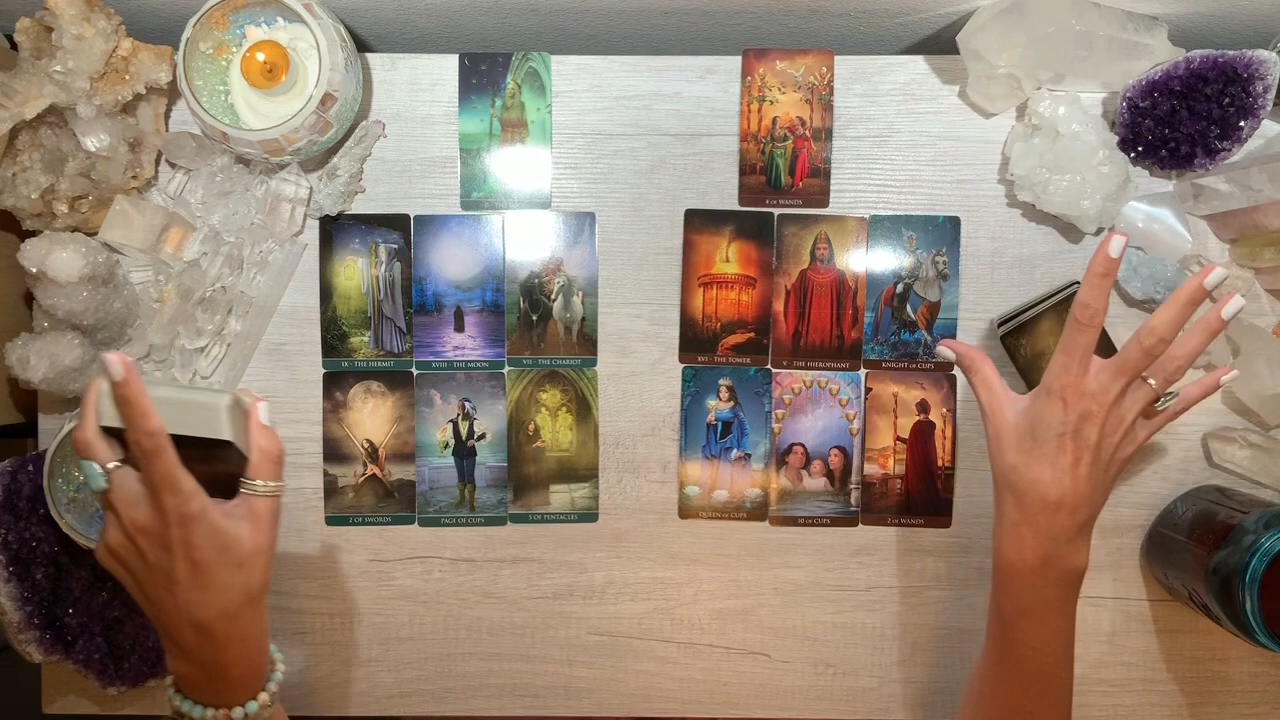 4 OF WANDS
IX - THE HERMIT
XVIII - THE MOON
VII - THE CHARIOT
XVI - THE TOWER
V - THE HIEROPHANT
KNIGHT OF CUPS
2 OF SWORDS
PAGE OF CUPS
5 OF PENTACLES
QUEEN OF CUPS
10 OF CUPS
2 OF WANDS